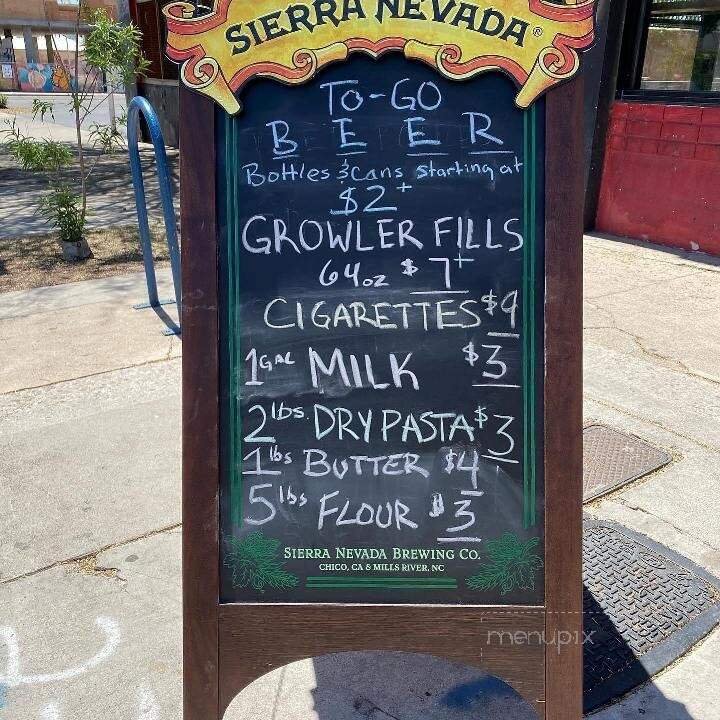 SIERRA NEVADA®
TO-GO
BEER
Bottles & Cans starting at
$2+
GROWLER FILLS
64oz $7+
CIGARETTES $9
1 GAL MILK $3
2 lbs. DRY PASTA $3
1 lbs BUTTER $4
5 lbs FLOUR $3
SIERRA NEVADA BREWING CO.
CHICO, CA & MILLS RIVER, NC
menupix